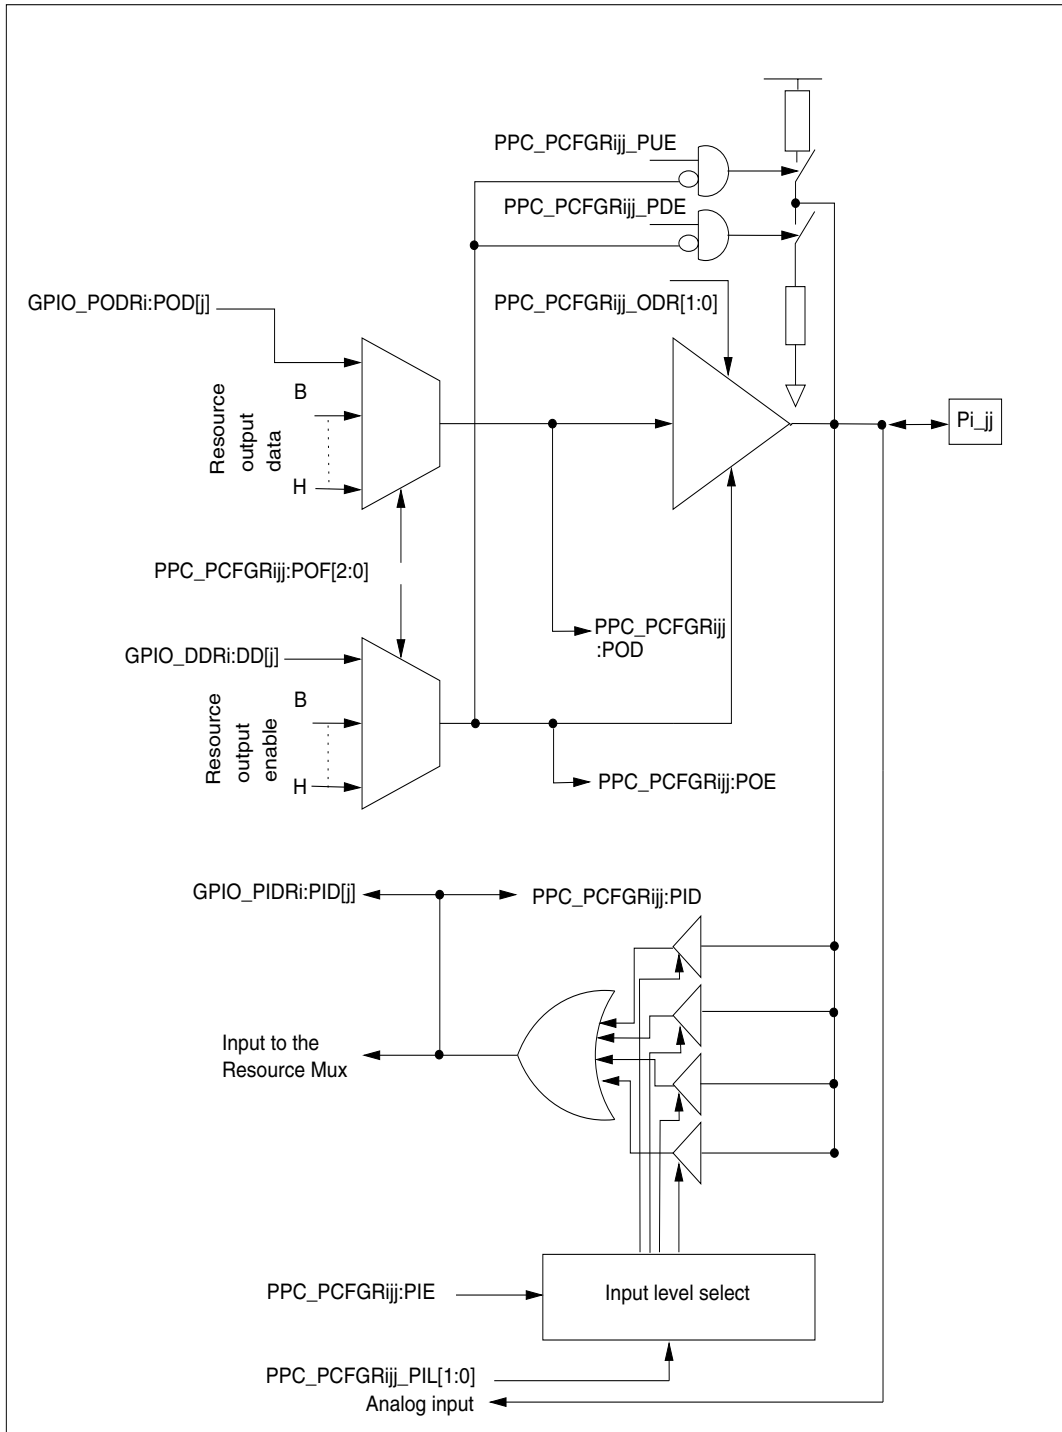 PPC_PCFGRijj_PUE
PPC_PCFGRijj_PDE
GPIO_PODRi:POD[j]
PPC_PCFGRijj_ODR[1:0]
B
Resource
output
data
H
Pi_jj
PPC_PCFGRijj:POF[2:0]
PPC_PCFGRijj
:POD
GPIO_DDRi:DD[j]
B
Resource
output
enable
H
PPC_PCFGRijj:POE
GPIO_PIDRi:PID[j]
PPC_PCFGRijj:PID
Input to the
Resource Mux
PPC_PCFGRijj:PIE
Input level select
PPC_PCFGRijj_PIL[1:0]
Analog input